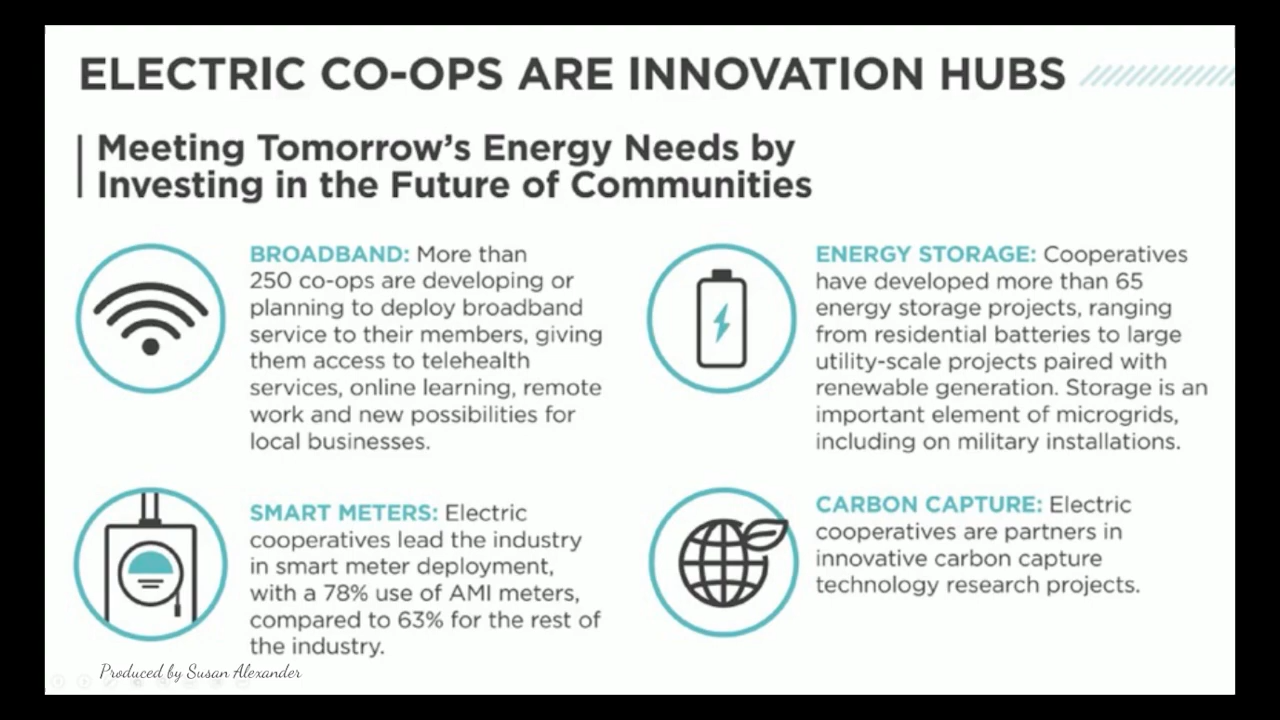 ELECTRIC CO-OPS ARE INNOVATION HUBS
Meeting Tomorrow's Energy Needs by
Investing in the Future of Communities
BROADBAND: More than
250 co-ops are developing or
planning to deploy broadband
service to their members, giving
them access to telehealth
services, online learning, remote
work and new possibilities for
local businesses.
ENERGY STORAGE: Cooperatives
have developed more than 65
energy storage projects, ranging
from residential batteries to large
utility-scale projects paired with
renewable generation. Storage is an
important element of microgrids,
including on military installations.
SMART METERS: Electric
cooperatives lead the industry
in smart meter deployment,
with a 78% use of AMI meters,
compared to 63% for the rest of
the industry.
CARBON CAPTURE: Electric
cooperatives are partners in
innovative carbon capture
technology research projects.
Produced by Susan Alexander